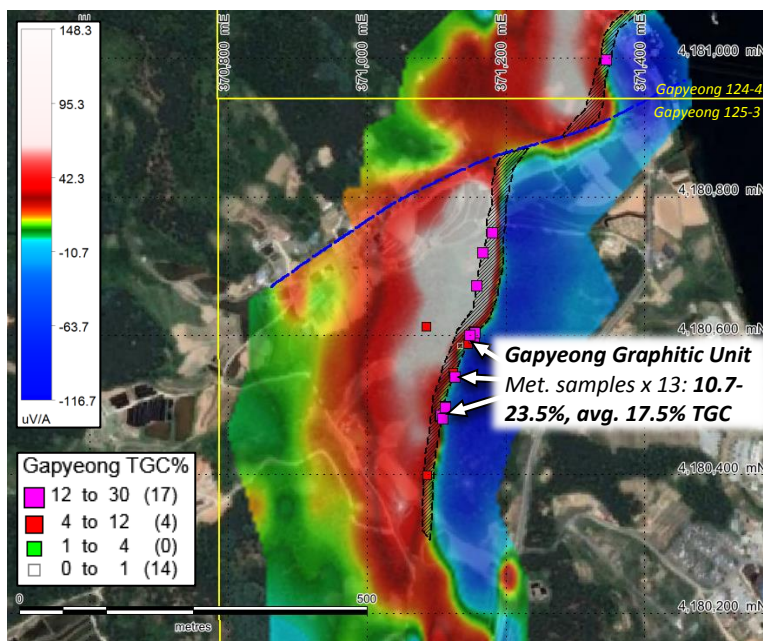 148.3
95.3
42.3
-10.7
-63.7
-116.7
uV/A
370,800 mE
371,000 mE
371,200 mE
371,400 mE
4,181,000 mN
Gapyeong 124-4
Gapyeong 125-3
4,180,800 mN
4,180,600 mN
Gapyeong Graphitic Unit
Met. samples x 13: 10.7-
23.5%, avg. 17.5% TGC
4,180,400 mN
4,180,200 mN
Gapyeong TGC%
12 to 30 (17)
4 to 12 (4)
1 to 4 (0)
0 to 1 (14)
0 500
metres